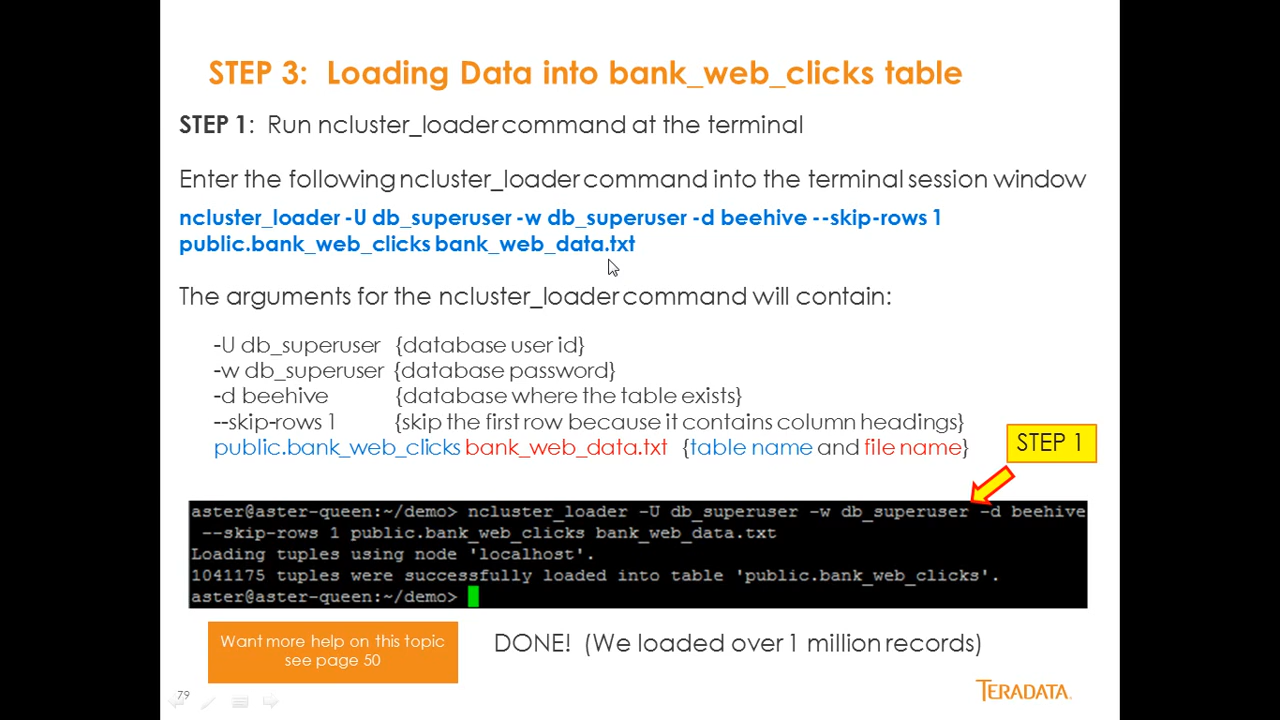 STEP 3: Loading Data into bank_web_clicks table
STEP 1: Run ncluster_loader command at the terminal
Enter the following ncluster_loader command into the terminal session window
ncluster_loader -U db_superuser -w db_superuser -d beehive --skip-rows 1
public.bank_web_clicks bank_web_data.txt
The arguments for the ncluster_loader command will contain:
-U db_superuser {database user id}
-w db_superuser {database password}
-d beehive {database where the table exists}
--skip-rows 1 {skip the first row because it contains column headings}
public.bank_web_clicks bank_web_data.txt {table name and file name}
STEP 1
aster@aster-queen:~/demo> ncluster_loader -U db_superuser -w db_superuser -d beehive
--skip-rows 1 public.bank_web_clicks bank_web_data.txt
Loading tuples using node 'localhost'.
1041175 tuples were successfully loaded into table 'public.bank_web_clicks'.
aster@aster-queen:~/demo>
Want more help on this topic
see page 50
DONE! (We loaded over 1 million records)
79
TERADATA.